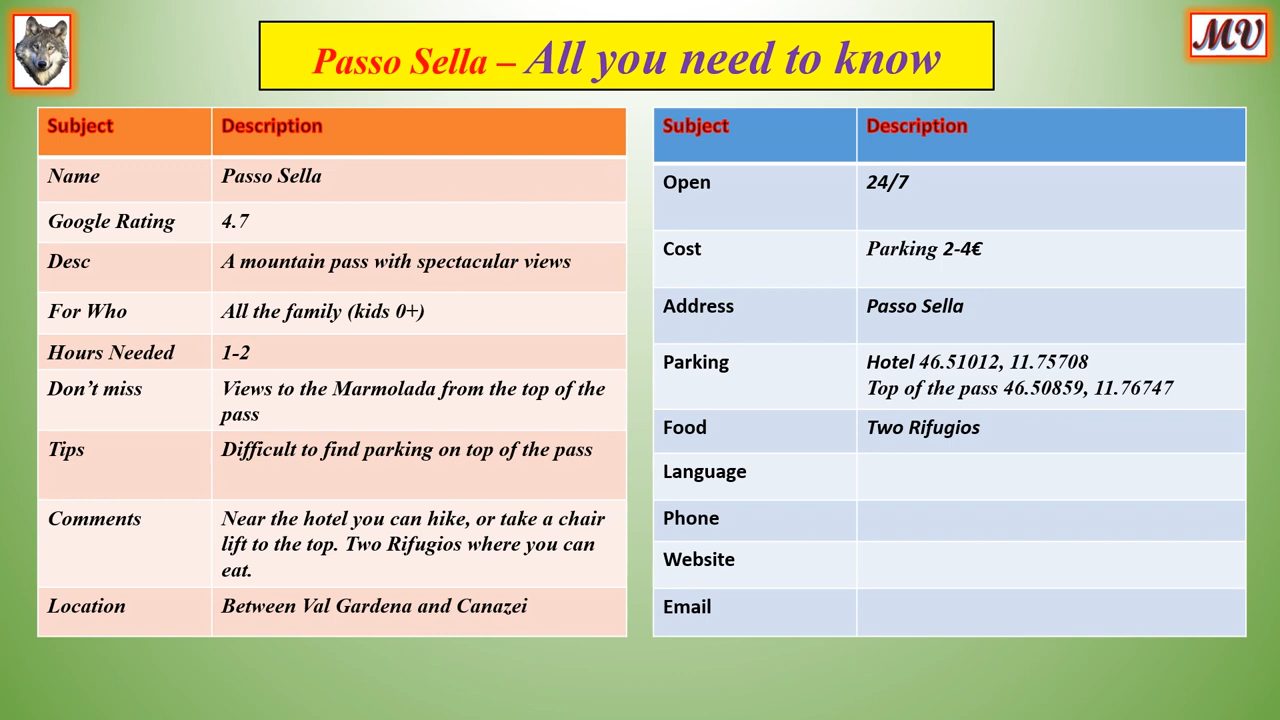 Passo Sella – All you need to know
MV
Subject Description
Name Passo Sella
Google Rating 4.7
Desc A mountain pass with spectacular views
For Who All the family (kids 0+)
Hours Needed 1-2
Don't miss Views to the Marmolada from the top of the
pass
Tips Difficult to find parking on top of the pass
Comments Near the hotel you can hike, or take a chair
lift to the top. Two Rifugios where you can
eat.
Location Between Val Gardena and Canazei
Subject Description
Open 24/7
Cost Parking 2-4€
Address Passo Sella
Parking Hotel 46.51012, 11.75708
Top of the pass 46.50859, 11.76747
Food Two Rifugios
Language
Phone
Website
Email